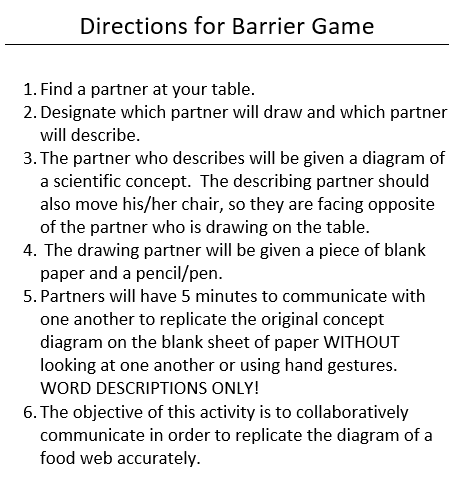 Directions for Barrier Game
1. Find a partner at your table.
2. Designate which partner will draw and which partner
will describe.
3. The partner who describes will be given a diagram of
a scientific concept.  The describing partner should
also move his/her chair, so they are facing opposite
of the partner who is drawing on the table.
4.  The drawing partner will be given a piece of blank
paper and a pencil/pen.
5. Partners will have 5 minutes to communicate with
one another to replicate the original concept
diagram on the blank sheet of paper WITHOUT
looking at one another or using hand gestures.
WORD DESCRIPTIONS ONLY!
6. The objective of this activity is to collaboratively
communicate in order to replicate the diagram of a
food web accurately.